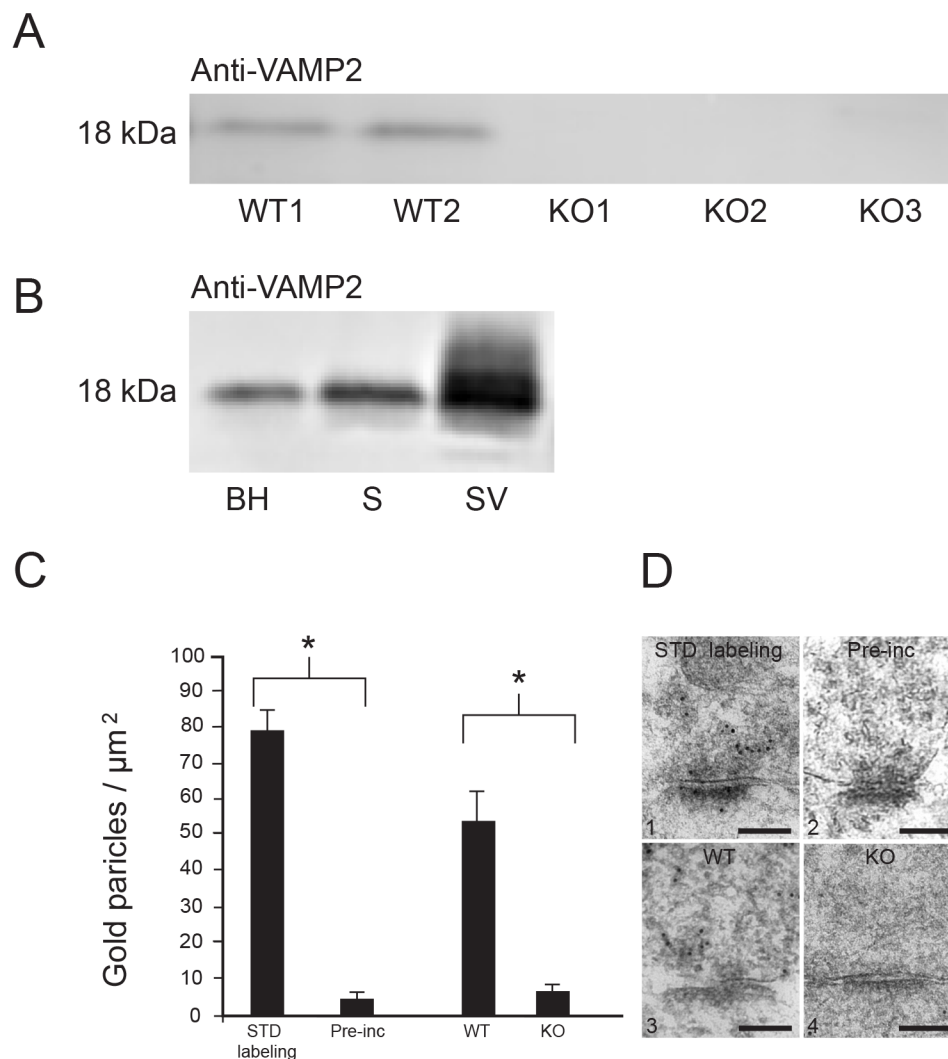 A
Anti-VAMP2
18 kDa
WT1 WT2 KO1 KO2 KO3
B
Anti-VAMP2
18 kDa
BH S SV
C
Gold paricles / µm²
100
90
80
70
60
50
40
30
20
10
0
* *
STD labeling
Pre-inc
WT
KO
D
STD labeling
1
Pre-inc
2
WT
3
KO
4